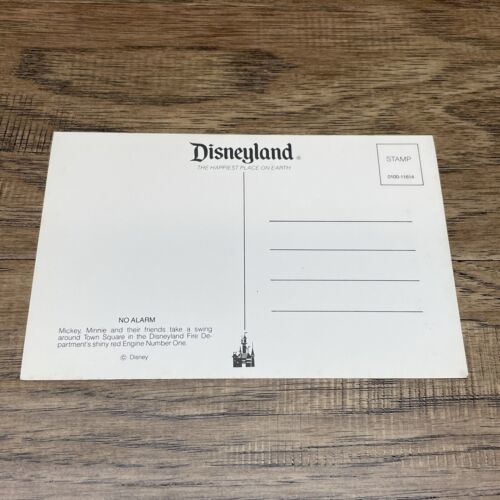 Disneyland®
THE HAPPIEST PLACE ON EARTH
STAMP
0100-11614
NO ALARM
Mickey, Minnie and their friends take a swing
around Town Square in the Disneyland Fire De-
partment's shiny red Engine Number One.
© Disney